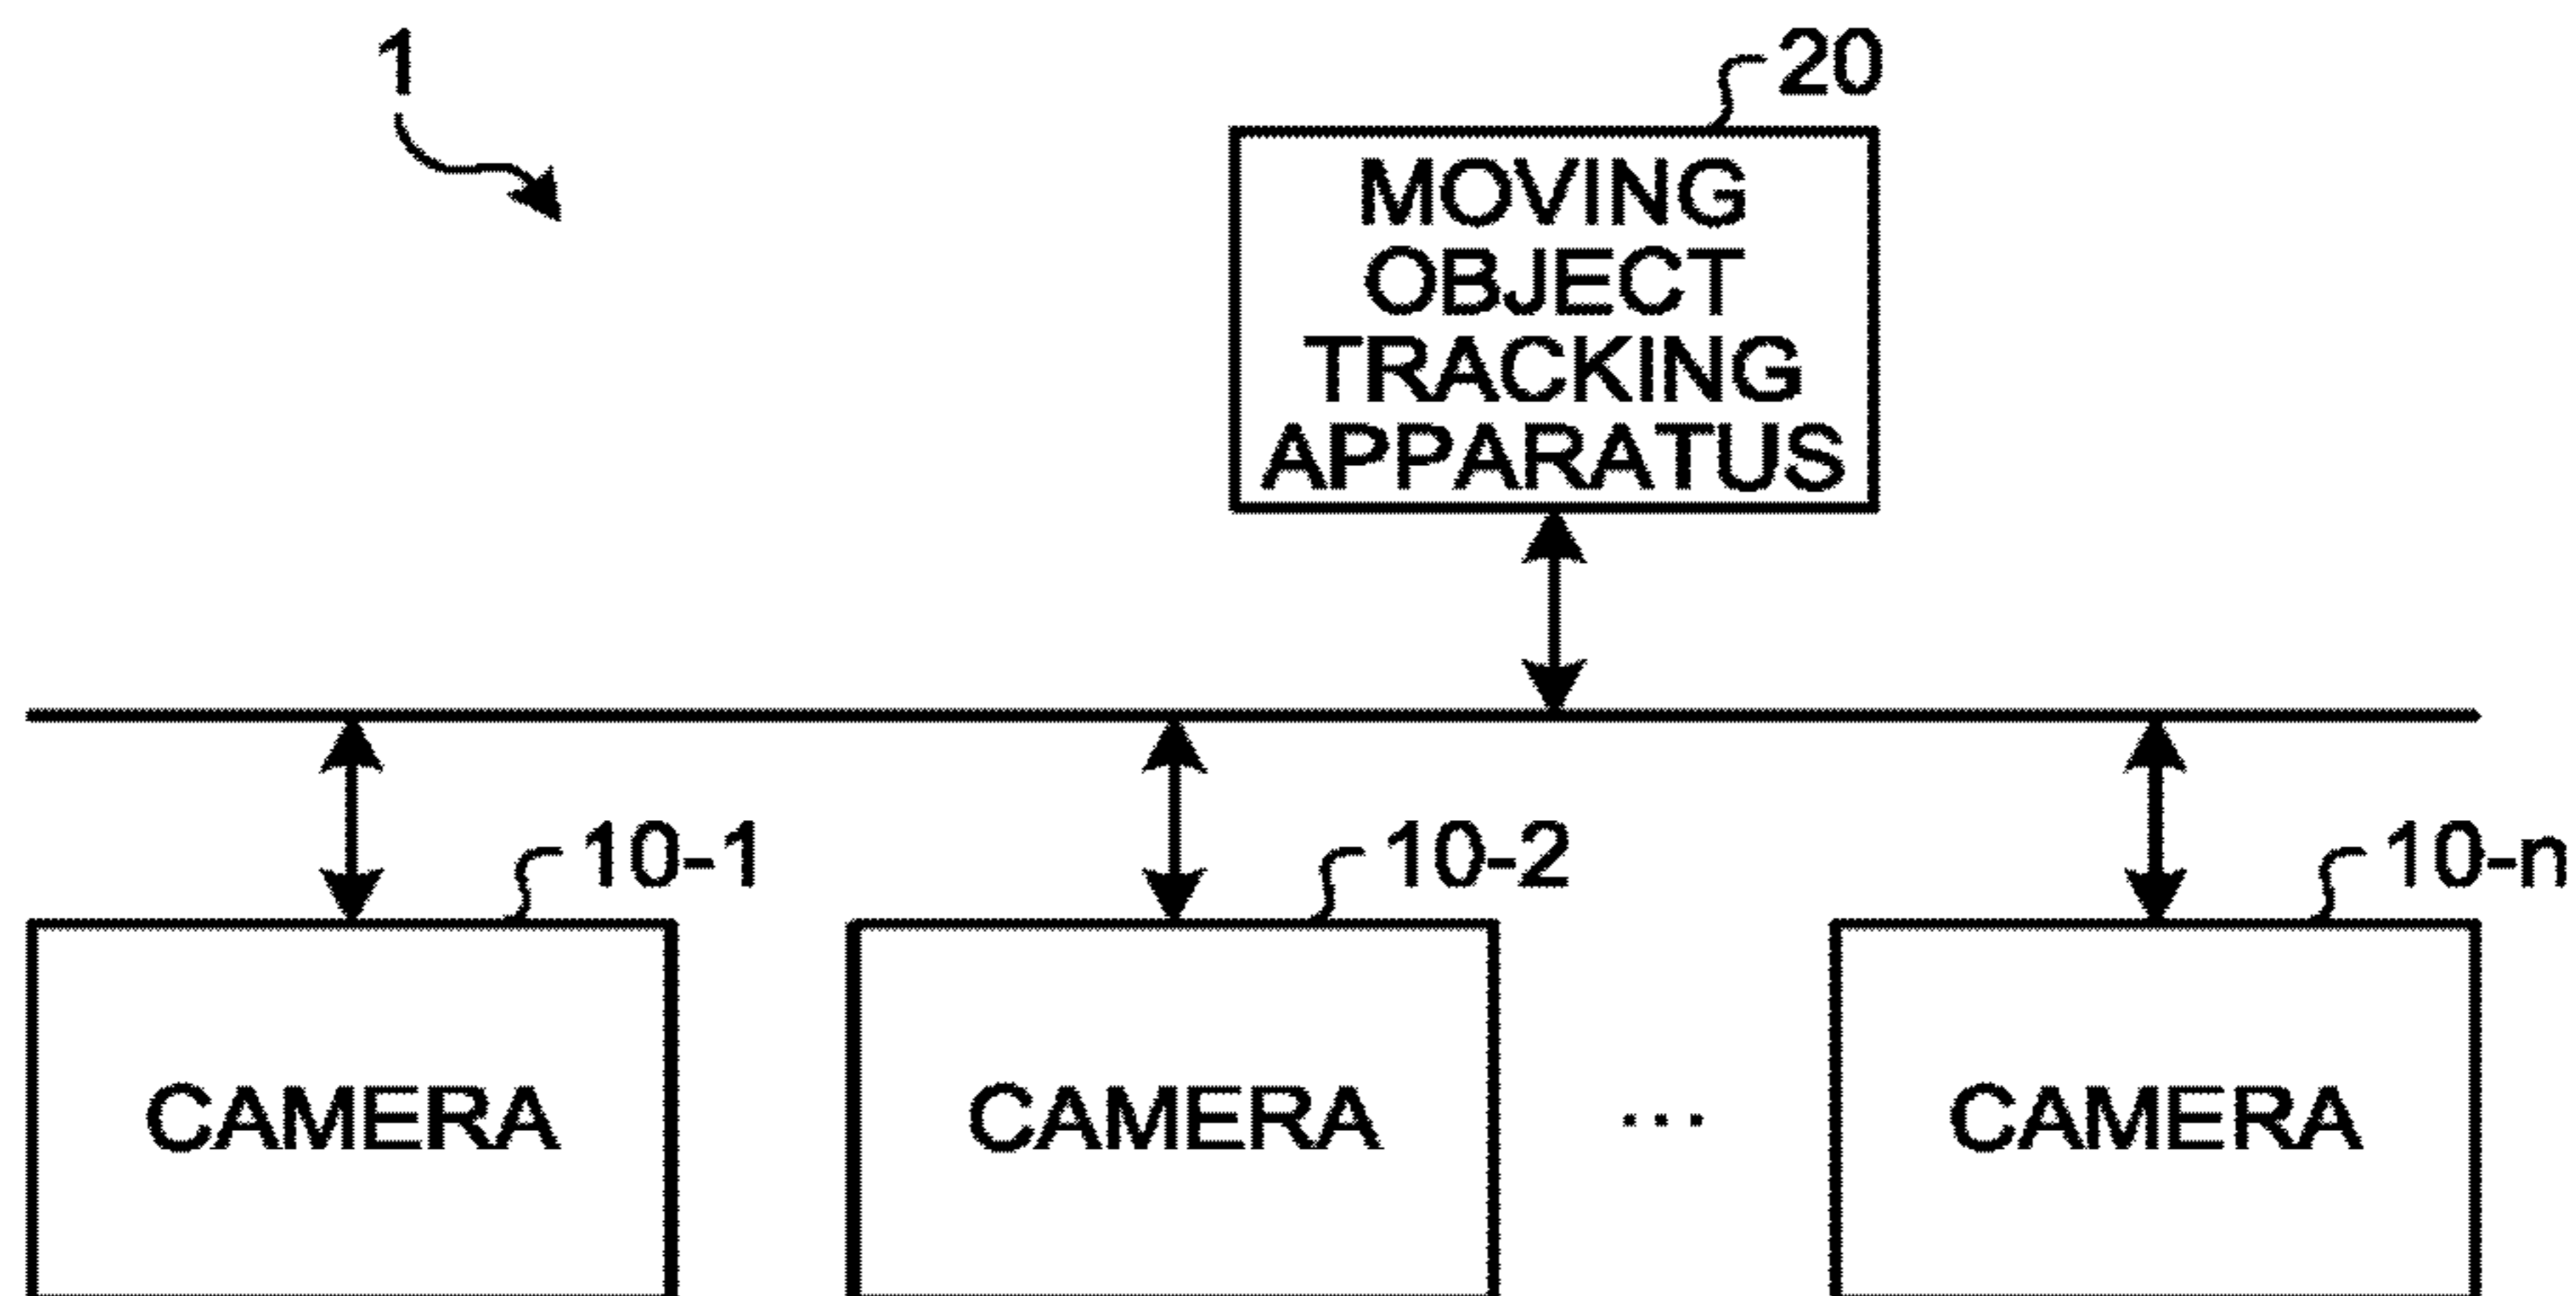 1
20
MOVING
OBJECT
TRACKING
APPARATUS
10-1
10-2
10-n
CAMERA
CAMERA
...
CAMERA